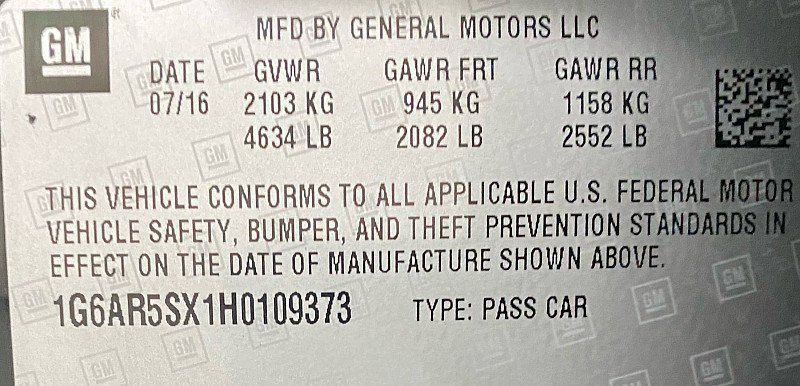 GM
MFD BY GENERAL MOTORS LLC
DATE GVWR GAWR FRT GAWR RR
07/16 2103 KG 945 KG 1158 KG
4634 LB 2082 LB 2552 LB
THIS VEHICLE CONFORMS TO ALL APPLICABLE U.S. FEDERAL MOTOR
VEHICLE SAFETY, BUMPER, AND THEFT PREVENTION STANDARDS IN
EFFECT ON THE DATE OF MANUFACTURE SHOWN ABOVE.
1G6AR5SX1H0109373 TYPE: PASS CAR